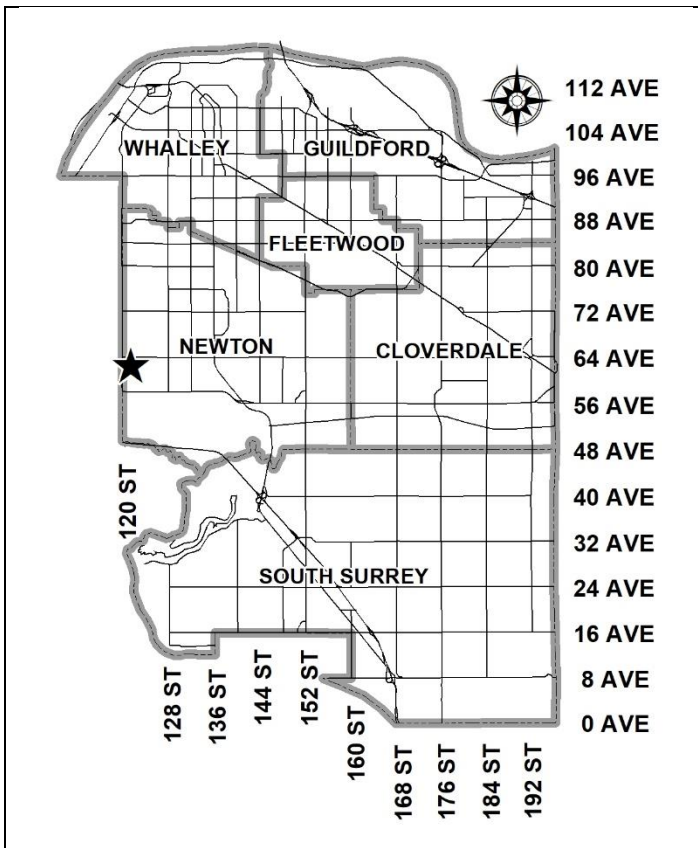 112 AVE
104 AVE
WHALLEY
GUILDFORD
96 AVE
88 AVE
FLEETWOOD
80 AVE
72 AVE
NEWTON
CLOVERDALE
64 AVE
56 AVE
48 AVE
120 ST
40 AVE
32 AVE
SOUTH SURREY
24 AVE
16 AVE
128 ST
136 ST
144 ST
152 ST
8 AVE
160 ST
0 AVE
168 ST
176 ST
184 ST
192 ST